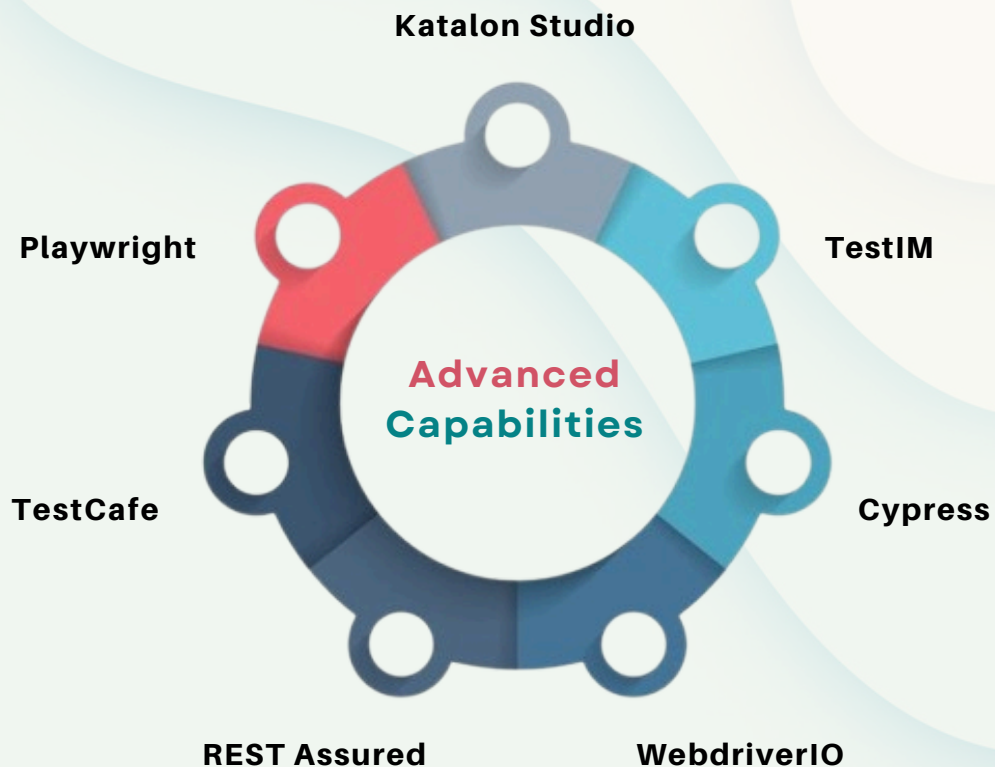 Katalon Studio
Playwright
TestIM
Advanced
Capabilities
TestCafe
Cypress
REST Assured
WebdriverIO